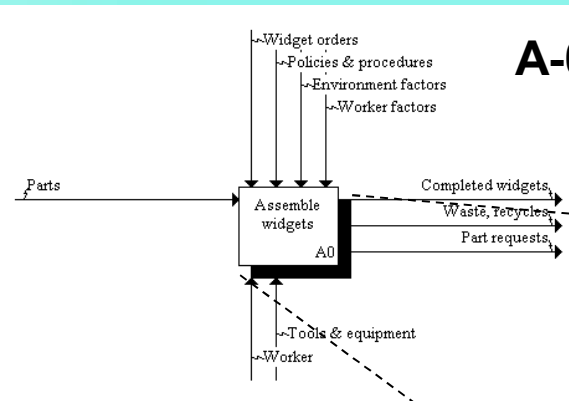 Widget orders
A-0
Policies & procedures
Environment factors
Worker factors
Parts
Completed widgets
Assemble
widgets
Waste, recycles
Part requests
A0
Tools & equipment
Worker